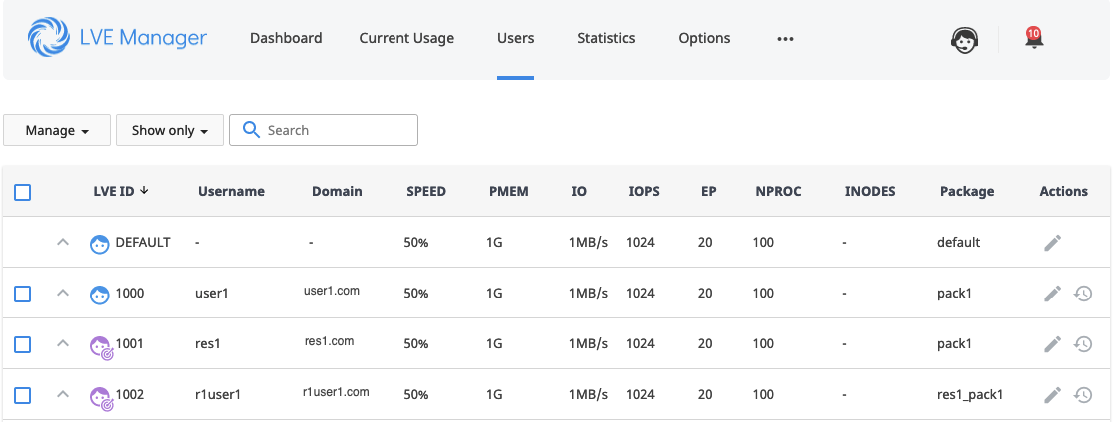 LVE Manager Dashboard Current Usage Users Statistics Options ••• 10
Manage Show only Search
LVE ID Username Domain SPEED PMEM IO IOPS EP NPROC INODES Package Actions
DEFAULT - - 50% 1G 1MB/s 1024 20 100 - default
1000 user1 user1.com 50% 1G 1MB/s 1024 20 100 - pack1
1001 res1 res1.com 50% 1G 1MB/s 1024 20 100 - pack1
1002 r1user1 r1user1.com 50% 1G 1MB/s 1024 20 100 - res1_pack1